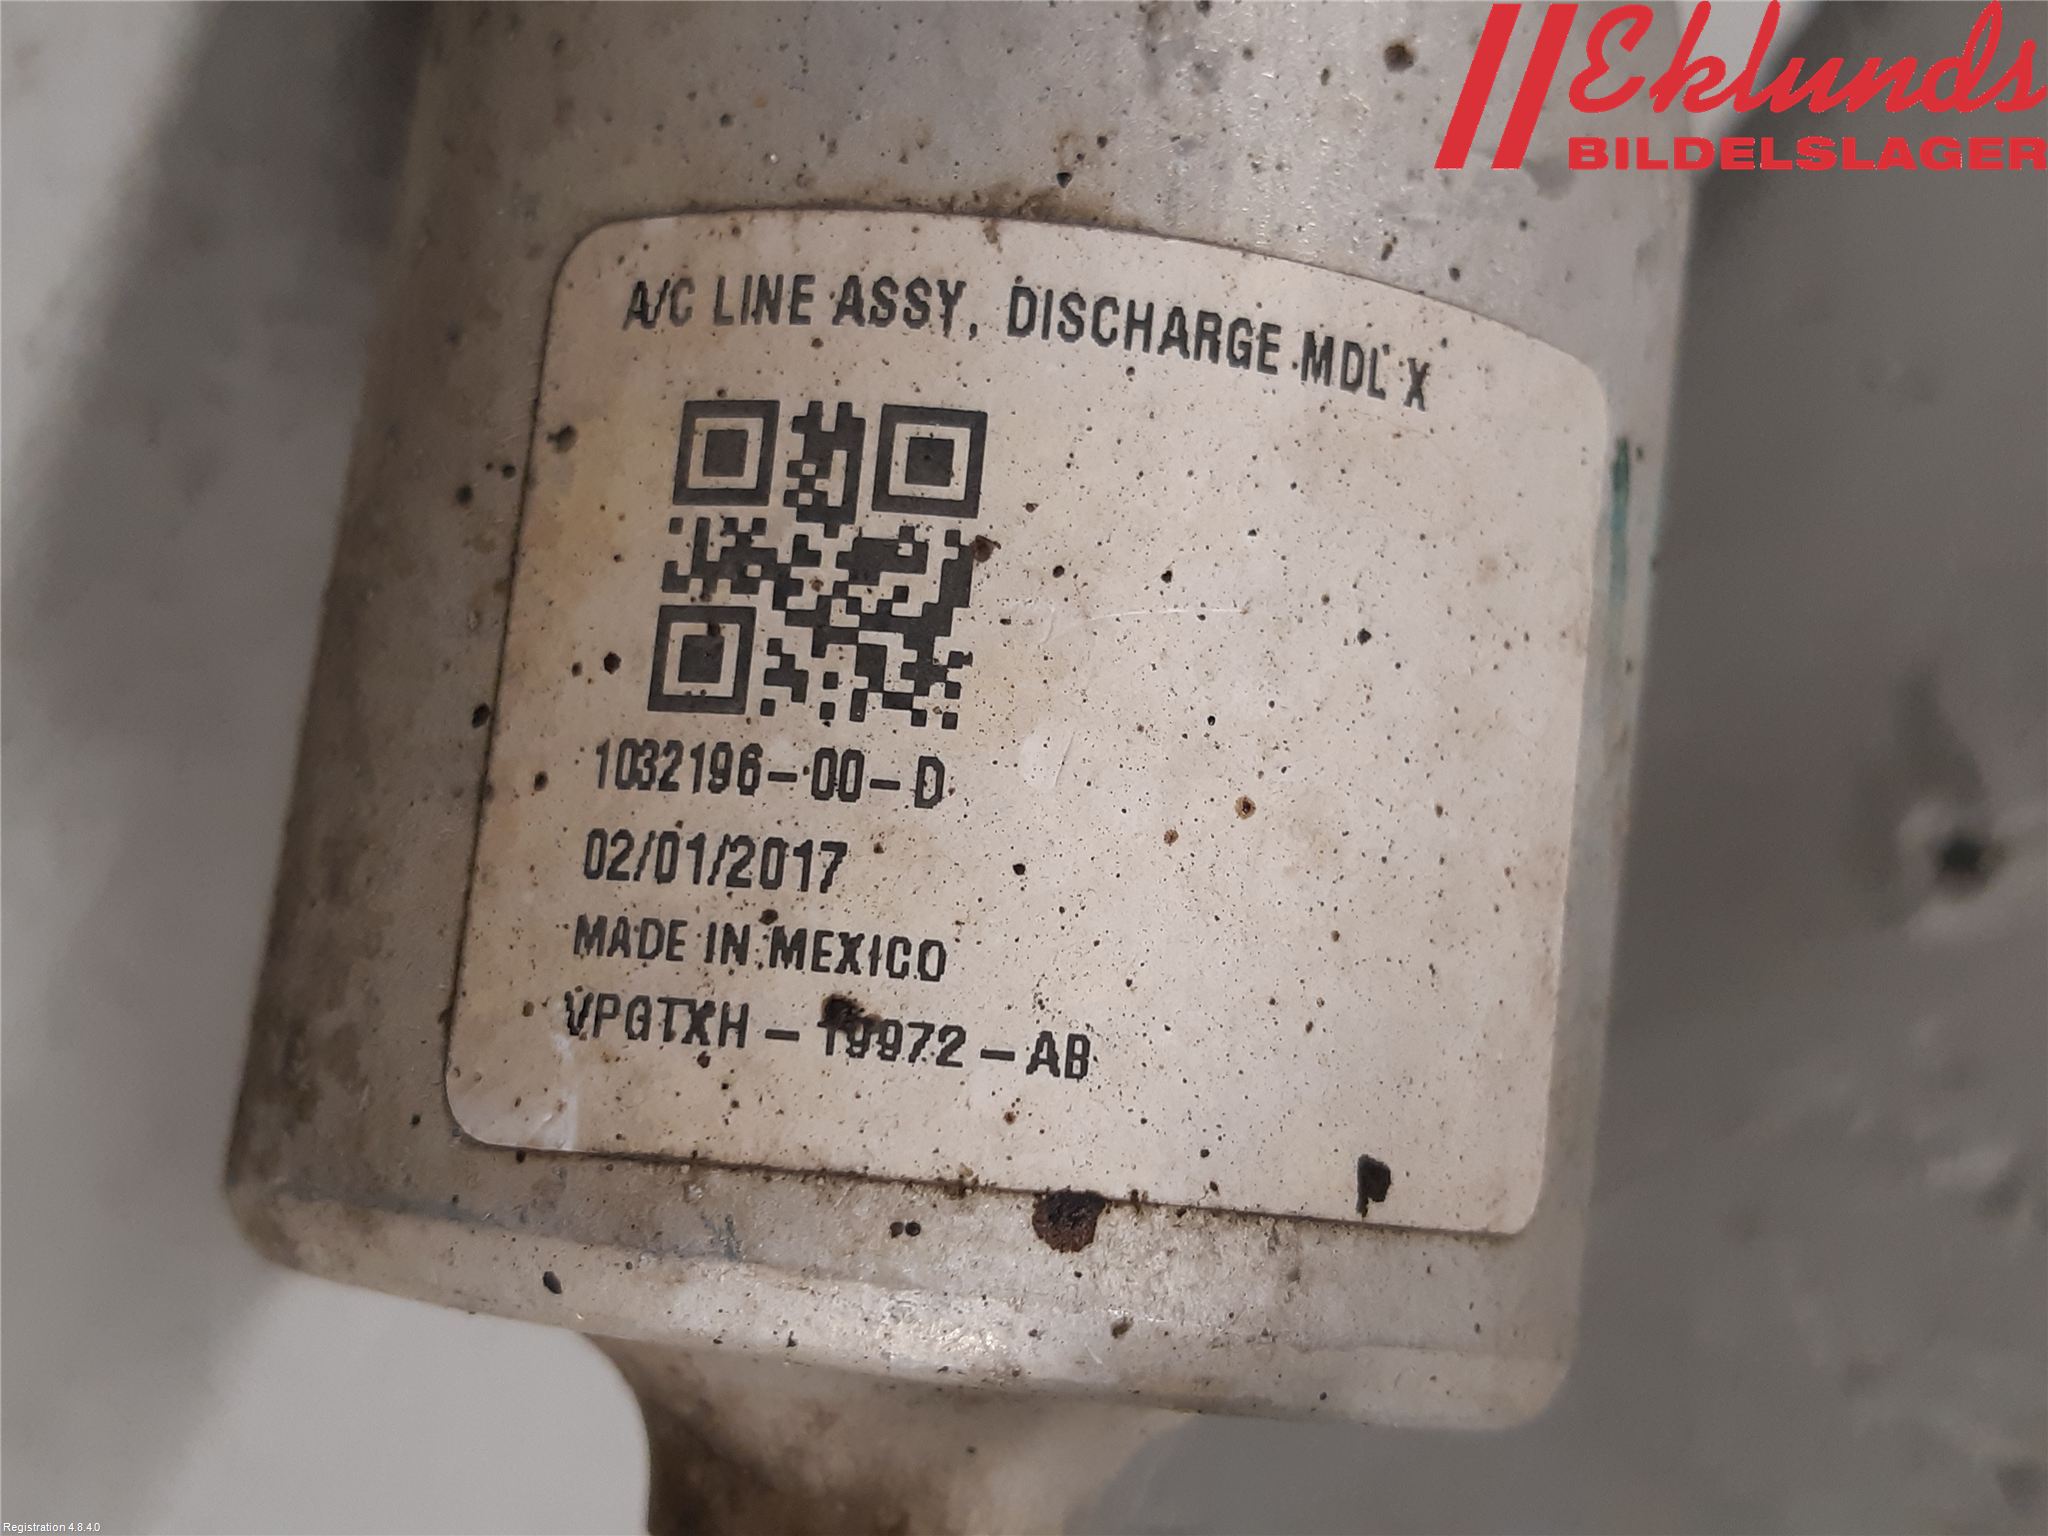 Eklunds
BILDELSLAGER
A/C LINE ASSY, DISCHARGE MDL X
1032196-00-D
02/01/2017
MADE IN MEXICO
VPGTXH-19972-AB
Registration 4.8.4.0